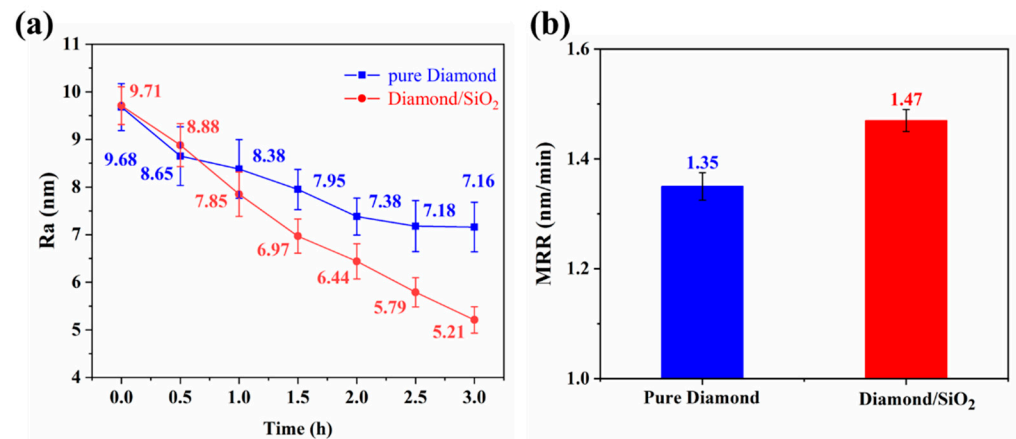 (a)
11
10
9
8
7
6
5
4
Ra (nm)
pure Diamond
Diamond/SiO₂
9.71
8.88
9.68
8.65
8.38
7.95
7.38
7.18
7.16
7.85
6.97
6.44
5.79
5.21
0.0 0.5 1.0 1.5 2.0 2.5 3.0
Time (h)
(b)
1.6
1.4
1.2
1.0
MRR (nm/min)
1.35
1.47
Pure Diamond
Diamond/SiO₂